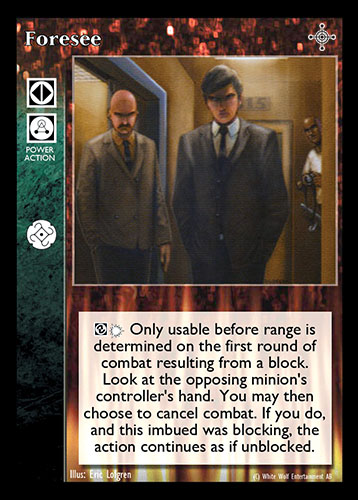 Foresee
15
POWER
ACTION
Only usable before range is
determined on the first round of
combat resulting from a block.
Look at the opposing minion's
controller's hand. You may then
choose to cancel combat. If you do,
and this imbued was blocking, the
action continues as if unblocked.
Illus: Eric Lofgren
(C) White Wolf Entertainment AB